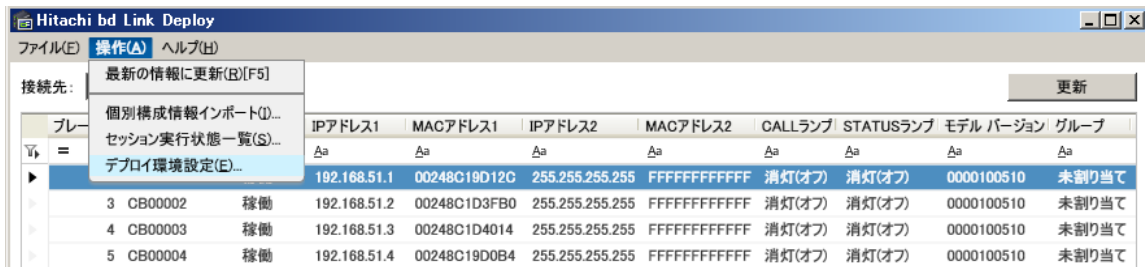 Hitachi bd Link Deploy
ファイル(F) 操作(A) ヘルプ(H)
最新の情報に更新(R)[F5]
接続先: 更新
個別構成情報インポート(I)...
セッション実行状態一覧(S)...
デプロイ環境設定(E)...
ブレー IPアドレス1 MACアドレス1 IPアドレス2 MACアドレス2 CALLランプ STATUSランプ モデル バージョン グループ
= Aa Aa Aa Aa Aa Aa Aa Aa
192.168.51.1 00248C19D12C 255.255.255.255 FFFFFFFFFFFF 消灯(オフ) 消灯(オフ) 0000100510 未割り当て
3 CB00002 稼働 192.168.51.2 00248C1D3FB0 255.255.255.255 FFFFFFFFFFFF 消灯(オフ) 消灯(オフ) 0000100510 未割り当て
4 CB00003 稼働 192.168.51.3 00248C1D4014 255.255.255.255 FFFFFFFFFFFF 消灯(オフ) 消灯(オフ) 0000100510 未割り当て
5 CB00004 稼働 192.168.51.4 00248C19D0B4 255.255.255.255 FFFFFFFFFFFF 消灯(オフ) 消灯(オフ) 0000100510 未割り当て